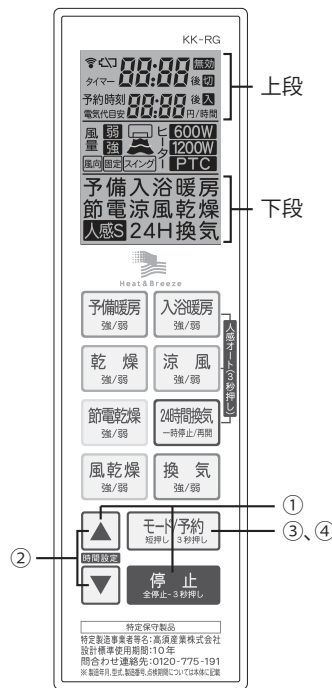 KK-RG
タイマー 88:88 後 切
無効
予約時刻 88:88 後 入
電気代目安 円/時間
上段
風量 弱 強
ヒーター 600W
1200W
PTC
風向 固定 スイング
予備入浴暖房
節電涼風乾燥
人感S 24H換気
下段
Heat&Breeze
予備暖房
強/弱
入浴暖房
強/弱
乾燥
強/弱
涼風
強/弱
人感オート(3秒押し)
節電乾燥
強/弱
24時間換気
一時停止/再開
風乾燥
強/弱
換気
強/弱
①
▲
モード/予約
短押し 3秒押し
③、④
②
時間設定
▼
停止
全停止-3秒押し
特定保守製品
特定製造事業者等名:高須産業株式会社
設計標準使用期間:10年
問合わせ連絡先:0120-775-191
※ 製造年月,型式,製造番号,点検期間については本体に記載